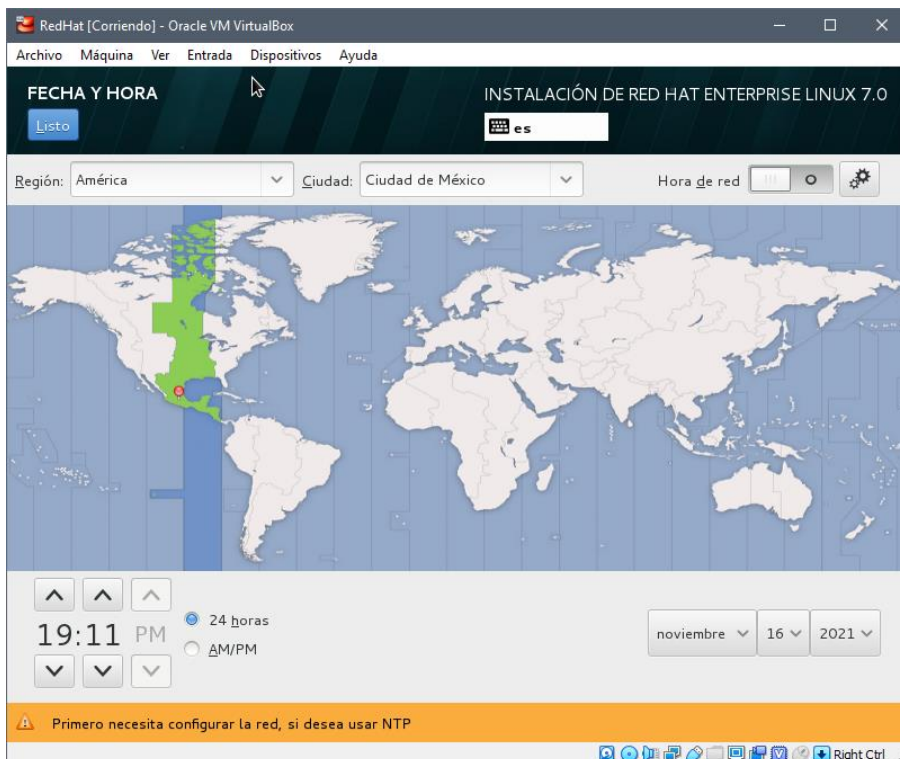 RedHat [Corriendo] - Oracle VM VirtualBox
Archivo Máquina Ver Entrada Dispositivos Ayuda
FECHA Y HORA
INSTALACIÓN DE RED HAT ENTERPRISE LINUX 7.0
Listo
es
Región: América Ciudad: Ciudad de México Hora de red O
24 horas
19:11 PM
AM/PM
noviembre 16 2021
Primero necesita configurar la red, si desea usar NTP
Right Ctrl